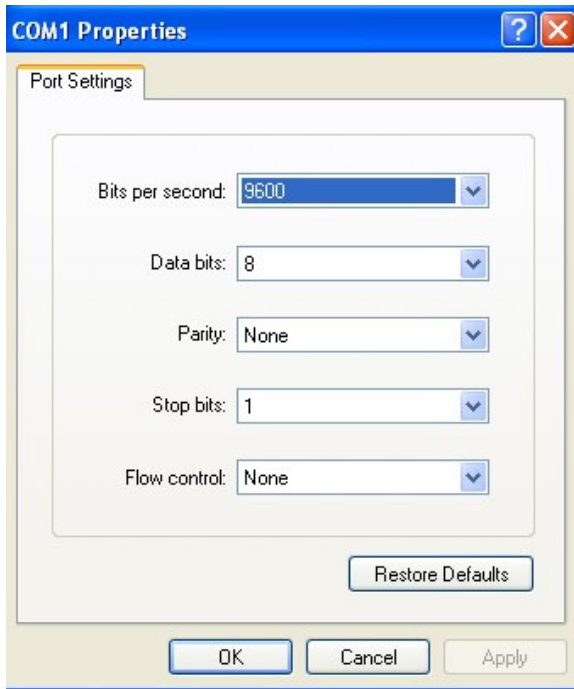 COM1 Properties
Port Settings
Bits per second: 9600
Data bits: 8
Parity: None
Stop bits: 1
Flow control: None
Restore Defaults
OK Cancel Apply